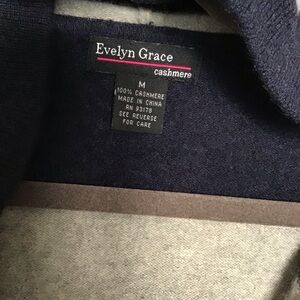 Evelyn Grace
cashmere
M
100% CASHMERE
MADE IN CHINA
RN 93178
SEE REVERSE
FOR CARE